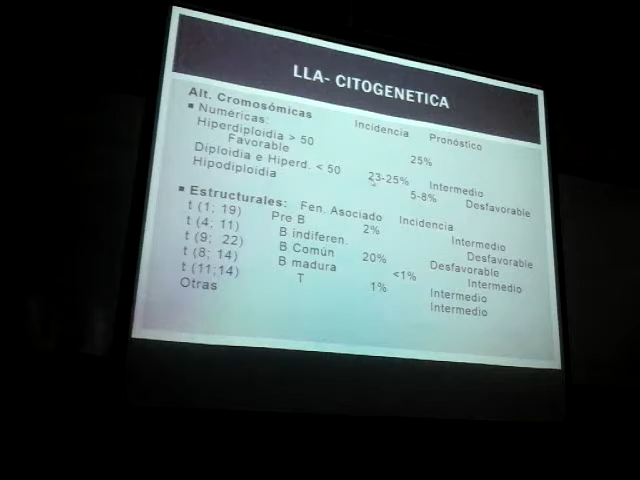 LLA- CITOGENETICA
Alt. Cromosómicas Incidencia Pronóstico
▪ Numéricas:
Hiperdiploidia > 50 25%
Favorable
Diploidia e Hiperd. < 50 23-25% Intermedio
Hipodiploidia 5-8% Desfavorable
▪ Estructurales: Fen. Asociado Incidencia
t (1; 19) Pre B 2% Intermedio
t (4; 11) B indiferen. Desfavorable
t (9; 22) B Común 20% Desfavorable
t (8; 14) B madura <1% Intermedio
t (11;14) T 1% Intermedio
Otras Intermedio